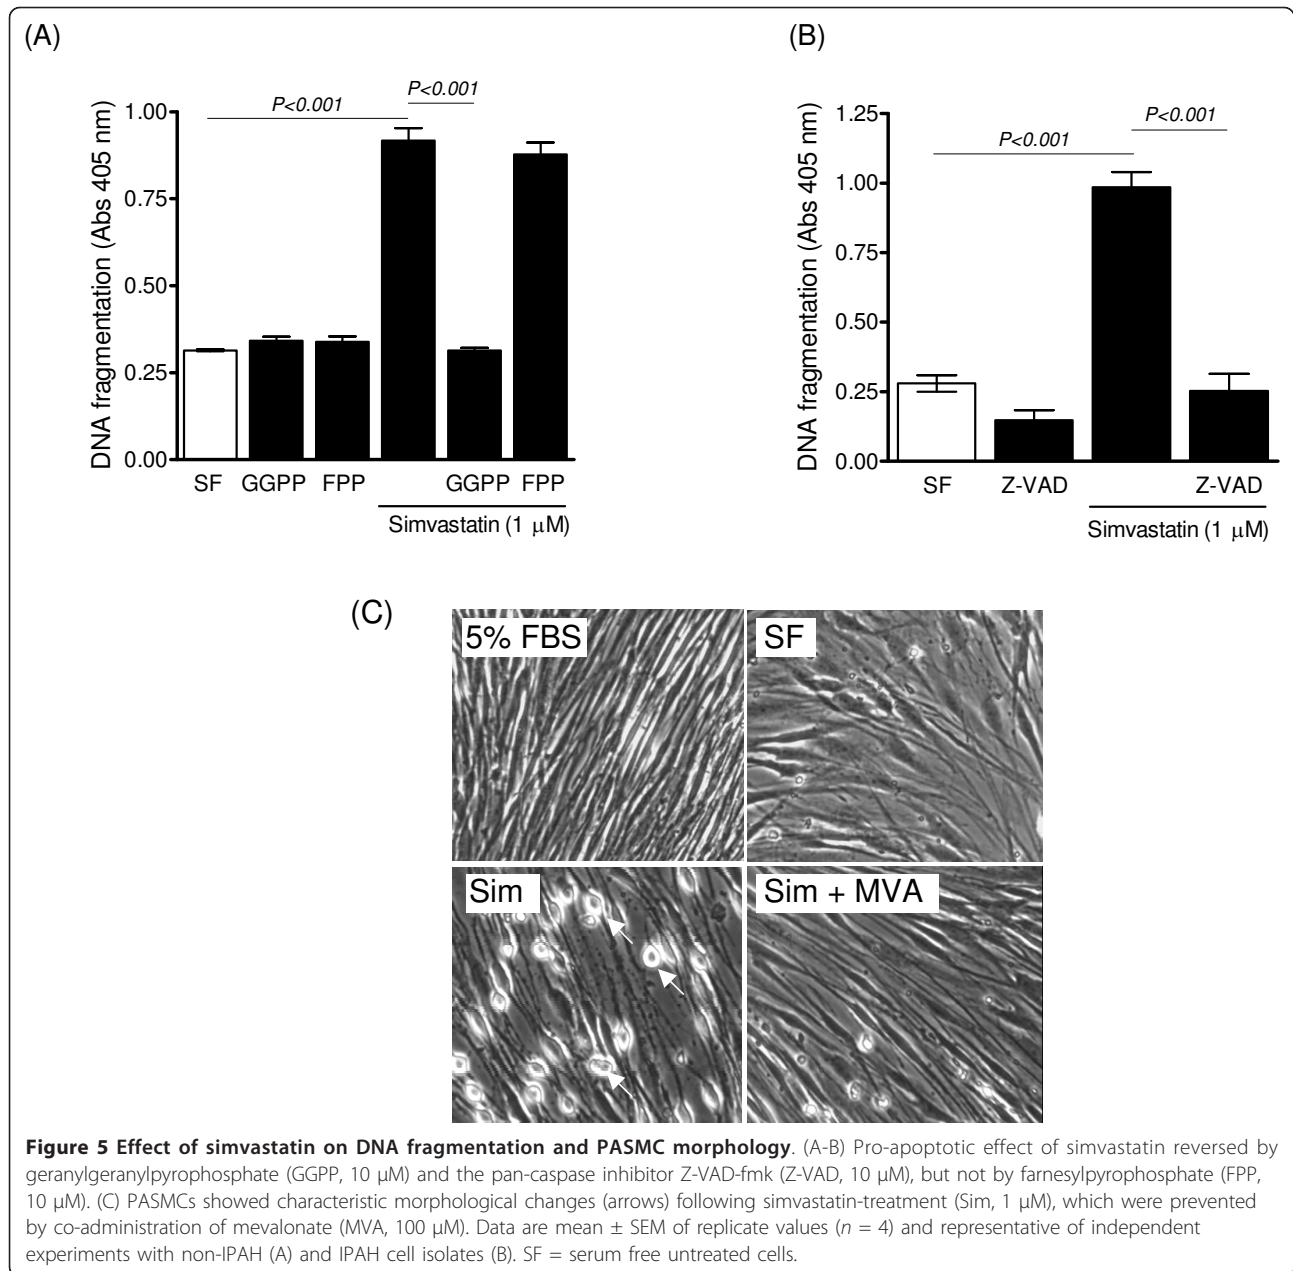 (A)
P<0.001
P<0.001
DNA fragmentation (Abs 405 nm)
1.00
0.75
0.50
0.25
0.00
SF GGPP FPP GGPP FPP
Simvastatin (1 µM)
(B)
P<0.001
P<0.001
DNA fragmentation (Abs 405 nm)
1.25
1.00
0.75
0.50
0.25
0.00
SF Z-VAD Z-VAD
Simvastatin (1 µM)
(C)
5% FBS
SF
Sim
Sim + MVA
Figure 5 Effect of simvastatin on DNA fragmentation and PASMC morphology. (A-B) Pro-apoptotic effect of simvastatin reversed by
geranylgeranylpyrophosphate (GGPP, 10 µM) and the pan-caspase inhibitor Z-VAD-fmk (Z-VAD, 10 µM), but not by farnesylpyrophosphate (FPP,
10 µM). (C) PASMCs showed characteristic morphological changes (arrows) following simvastatin-treatment (Sim, 1 µM), which were prevented
by co-administration of mevalonate (MVA, 100 µM). Data are mean ± SEM of replicate values (n = 4) and representative of independent
experiments with non-IPAH (A) and IPAH cell isolates (B). SF = serum free untreated cells.